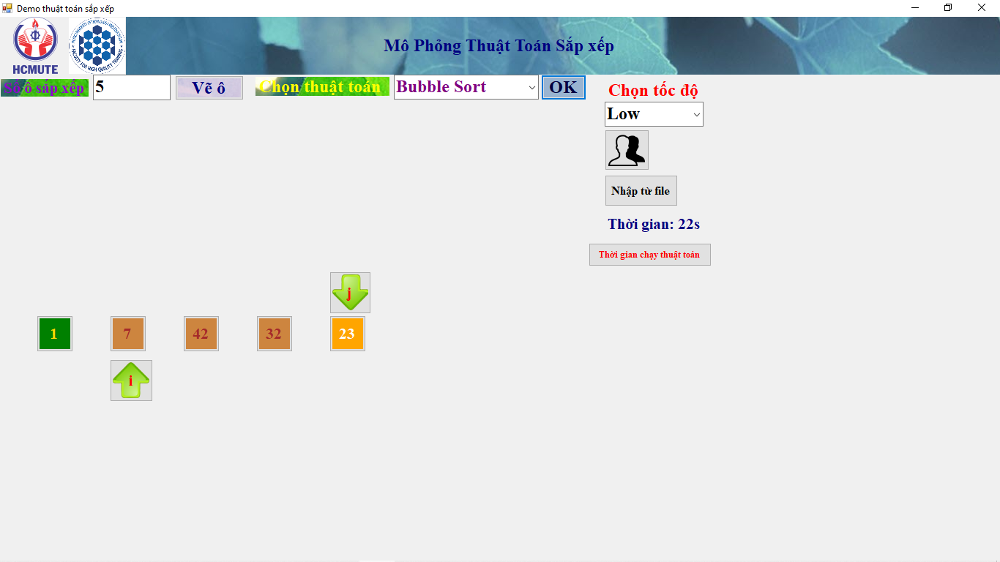 Demo thuật toán sắp xếp
HCMUTE
Mô Phỏng Thuật Toán Sắp xếp
Số ô sáp xếp
5
Vẽ ô
Chọn thuật toán
Bubble Sort
OK
Chọn tốc độ
Low
Nhập từ file
Thời gian: 22s
Thời gian chạy thuật toán
j
1 7 42 32 23
i